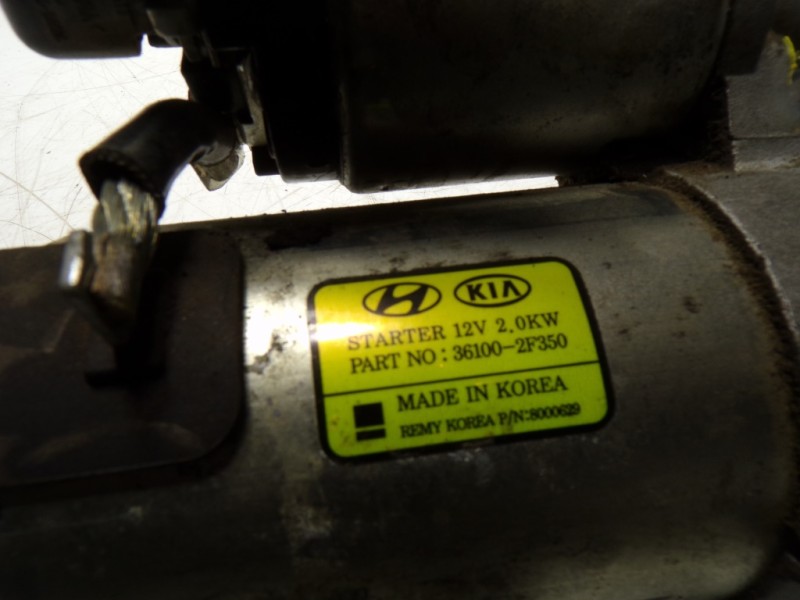 KIA
STARTER 12V 2.0KW
PART NO : 36100-2F350
MADE IN KOREA
REMY KOREA P/N:8000629